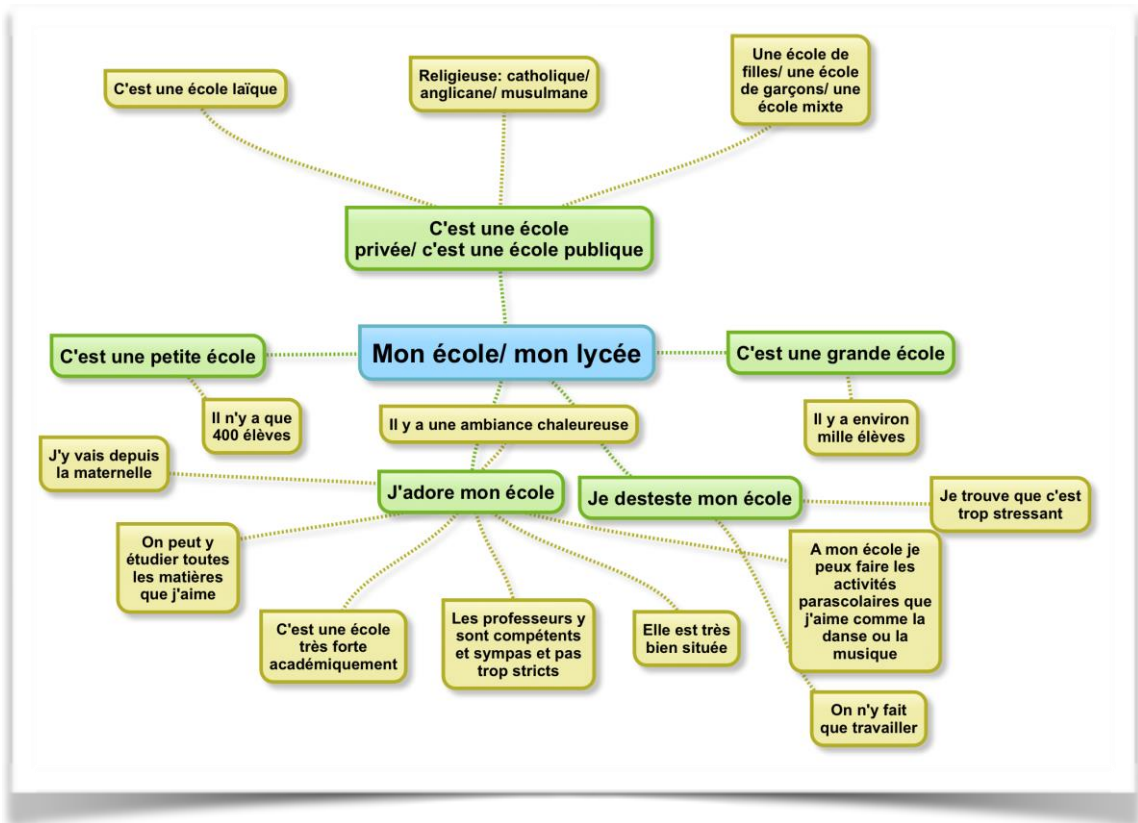 C'est une école laïque
Religieuse: catholique/
anglicane/ musulmane
Une école de
filles/ une école
de garçons/ une
école mixte
C'est une école
privée/ c'est une école publique
C'est une petite école
Mon école/ mon lycée
C'est une grande école
Il n'y a que
400 élèves
Il y a une ambiance chaleureuse
Il y a environ
mille élèves
J'y vais depuis
la maternelle
J'adore mon école
Je desteste mon école
Je trouve que c'est
trop stressant
On peut y
étudier toutes
les matières
que j'aime
C'est une école
très forte
académiquement
Les professeurs y
sont compétents
et sympas et pas
trop stricts
Elle est très
bien située
A mon école je
peux faire les
activités
parascolaires que
j'aime comme la
danse ou la
musique
On n'y fait
que travailler